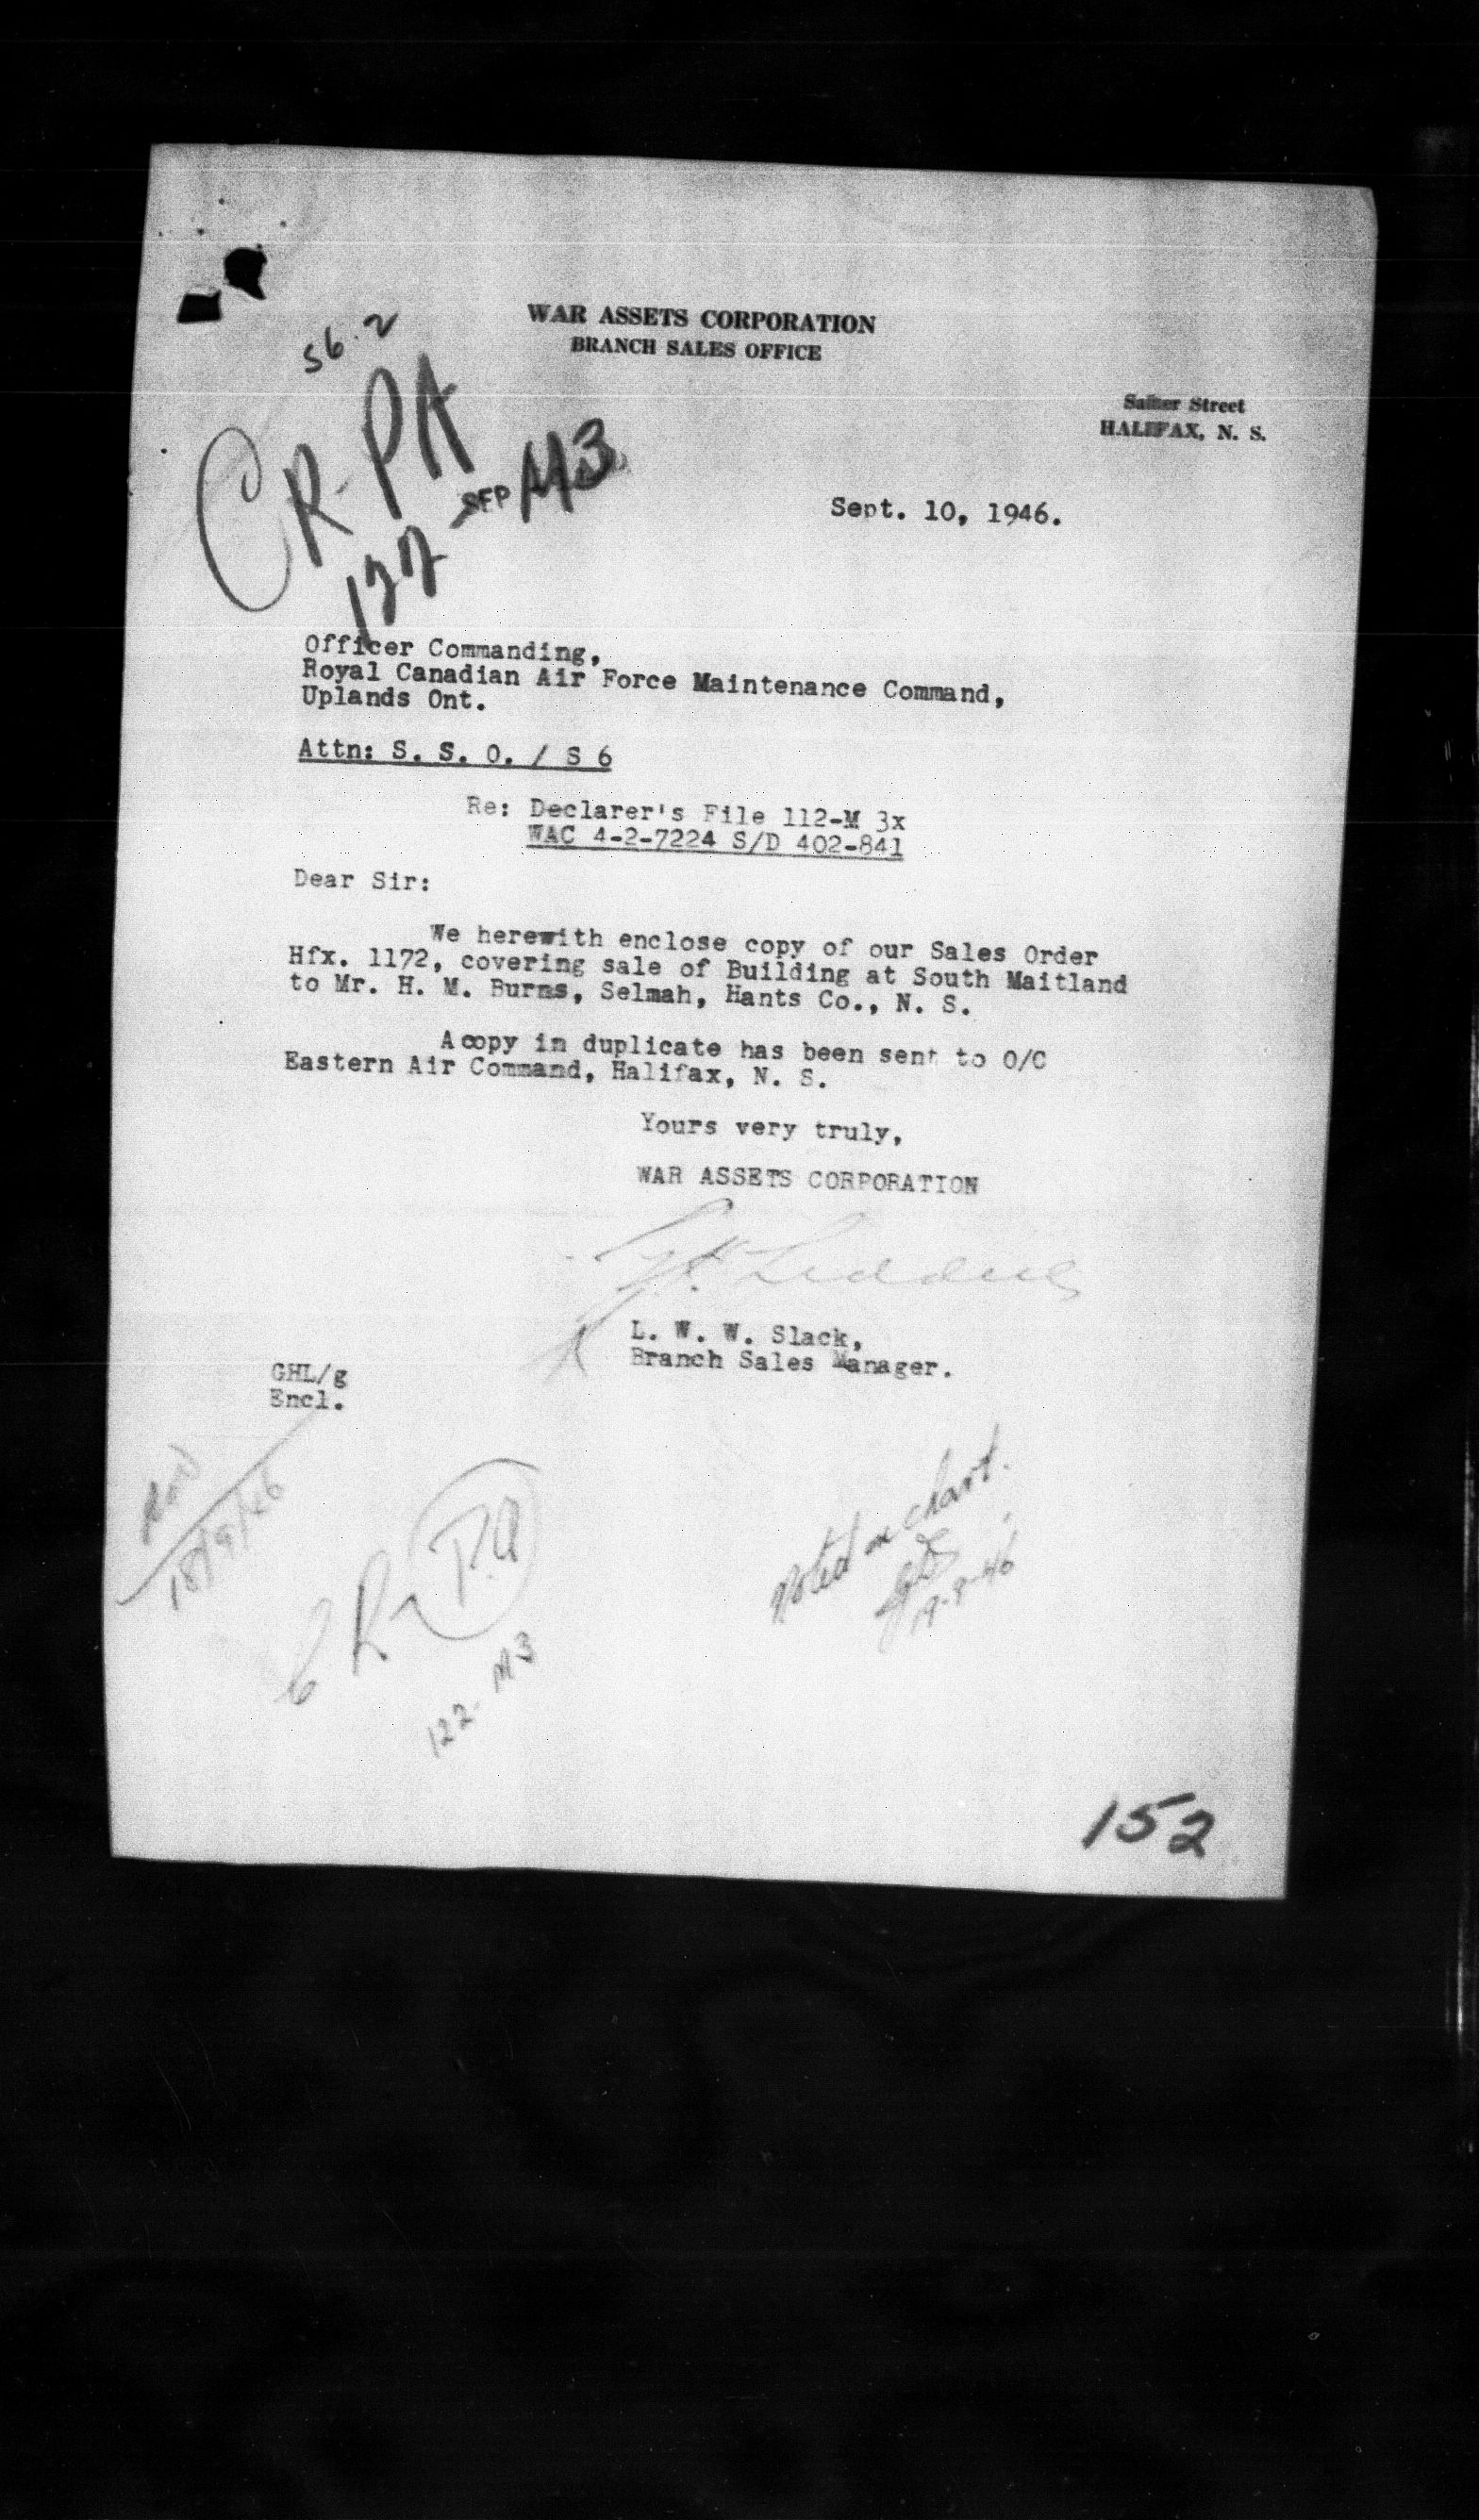 WAR ASSETS CORPORATION
BRANCH SALES OFFICE
Salter Street
HALIFAX, N. S.
S6.2
CR-PA
122 SEP M3
Sept. 10, 1946.
Officer Commanding,
Royal Canadian Air Force Maintenance Command,
Uplands Ont.
Attn: S. S. O. / S 6
Re: Declarer's File 112-M 3x
WAC 4-2-7224 S/D 402-841
Dear Sir:
We herewith enclose copy of our Sales Order
Hfx. 1172, covering sale of Building at South Maitland
to Mr. H. M. Burns, Selmah, Hants Co., N. S.
A copy in duplicate has been sent to O/C
Eastern Air Command, Halifax, N. S.
Yours very truly,
WAR ASSETS CORPORATION
L. W. W. Slack,
Branch Sales Manager.
GHL/g
Encl.
18/9/46
CR-P.A
122-M3
Noted on chart.
19-9-46
152